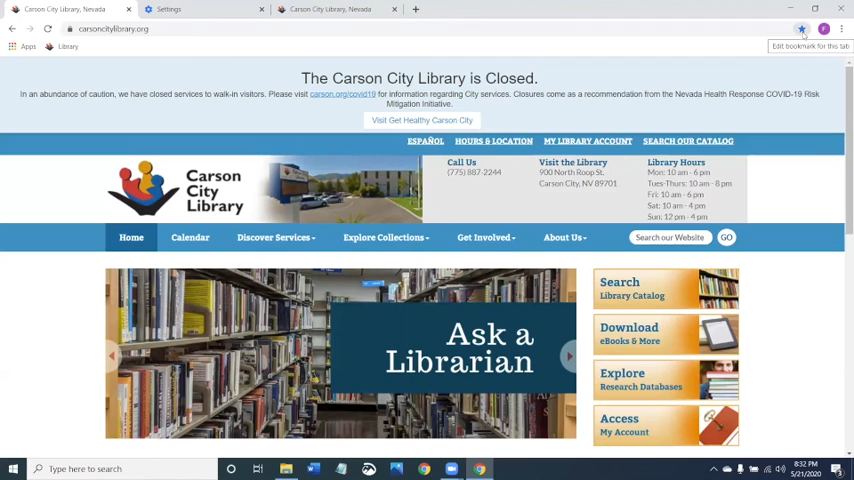 Carson City Library, Nevada
Settings
Carson City Library, Nevada
carsoncitylibrary.org
F
Apps
Library
Edit bookmark for this tab
The Carson City Library is Closed.
In an abundance of caution, we have closed services to walk-in visitors. Please visit carson.org/covid19 for information regarding City services. Closures come as a recommendation from the Nevada Health Response COVID-19 Risk
Mitigation Initiative.
Visit Get Healthy Carson City
ESPAÑOL HOURS & LOCATION MY LIBRARY ACCOUNT SEARCH OUR CATALOG
Carson
City
Library
Call Us
(775) 887-2244
Visit the Library
900 North Roop St.
Carson City, NV 89701
Library Hours
Mon: 10 am - 6 pm
Tues-Thurs: 10 am - 8 pm
Fri: 10 am - 6 pm
Sat: 10 am - 4 pm
Sun: 12 pm - 4 pm
Home Calendar Discover Services Explore Collections Get Involved About Us Search our Website GO
Ask a
Librarian
Search
Library Catalog
Download
eBooks & More
Explore
Research Databases
Access
My Account
Type here to search
8:32 PM
5/21/2020